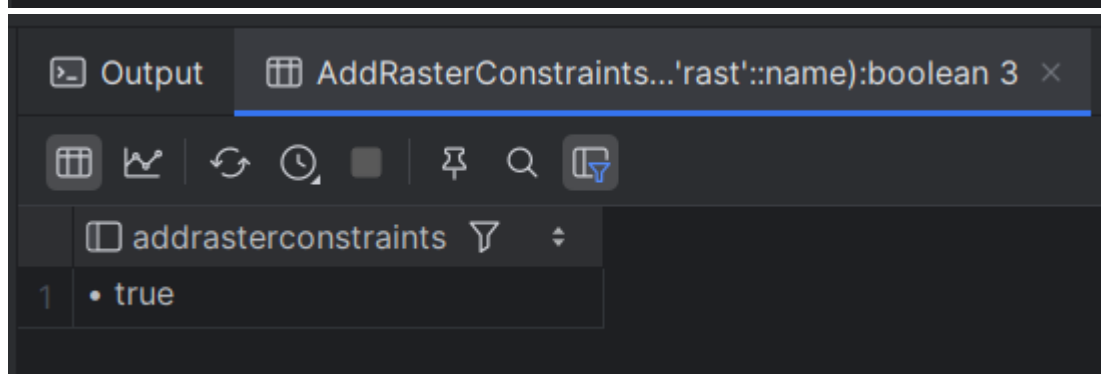 Output AddRasterConstraints...'rast'::name):boolean 3
addrasterconstraints
1 • true